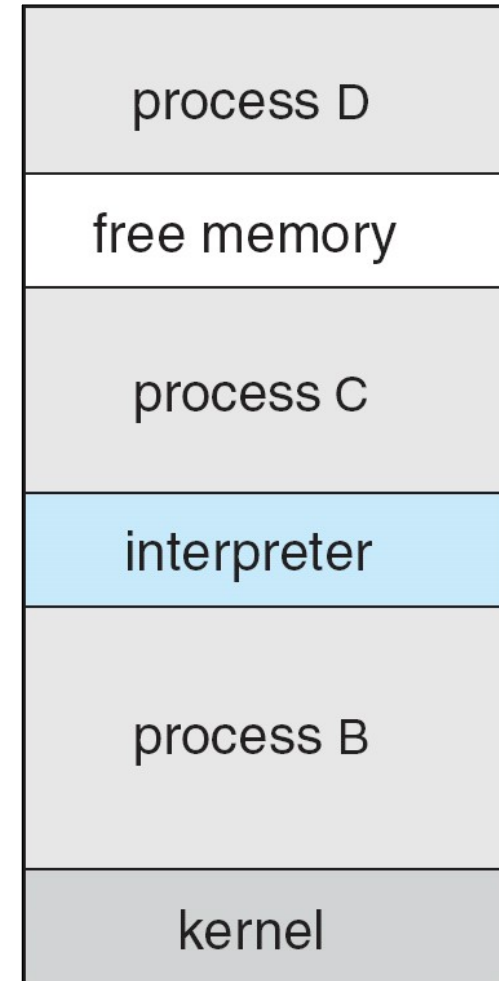 process D
free memory
process C
interpreter
process B
kernel